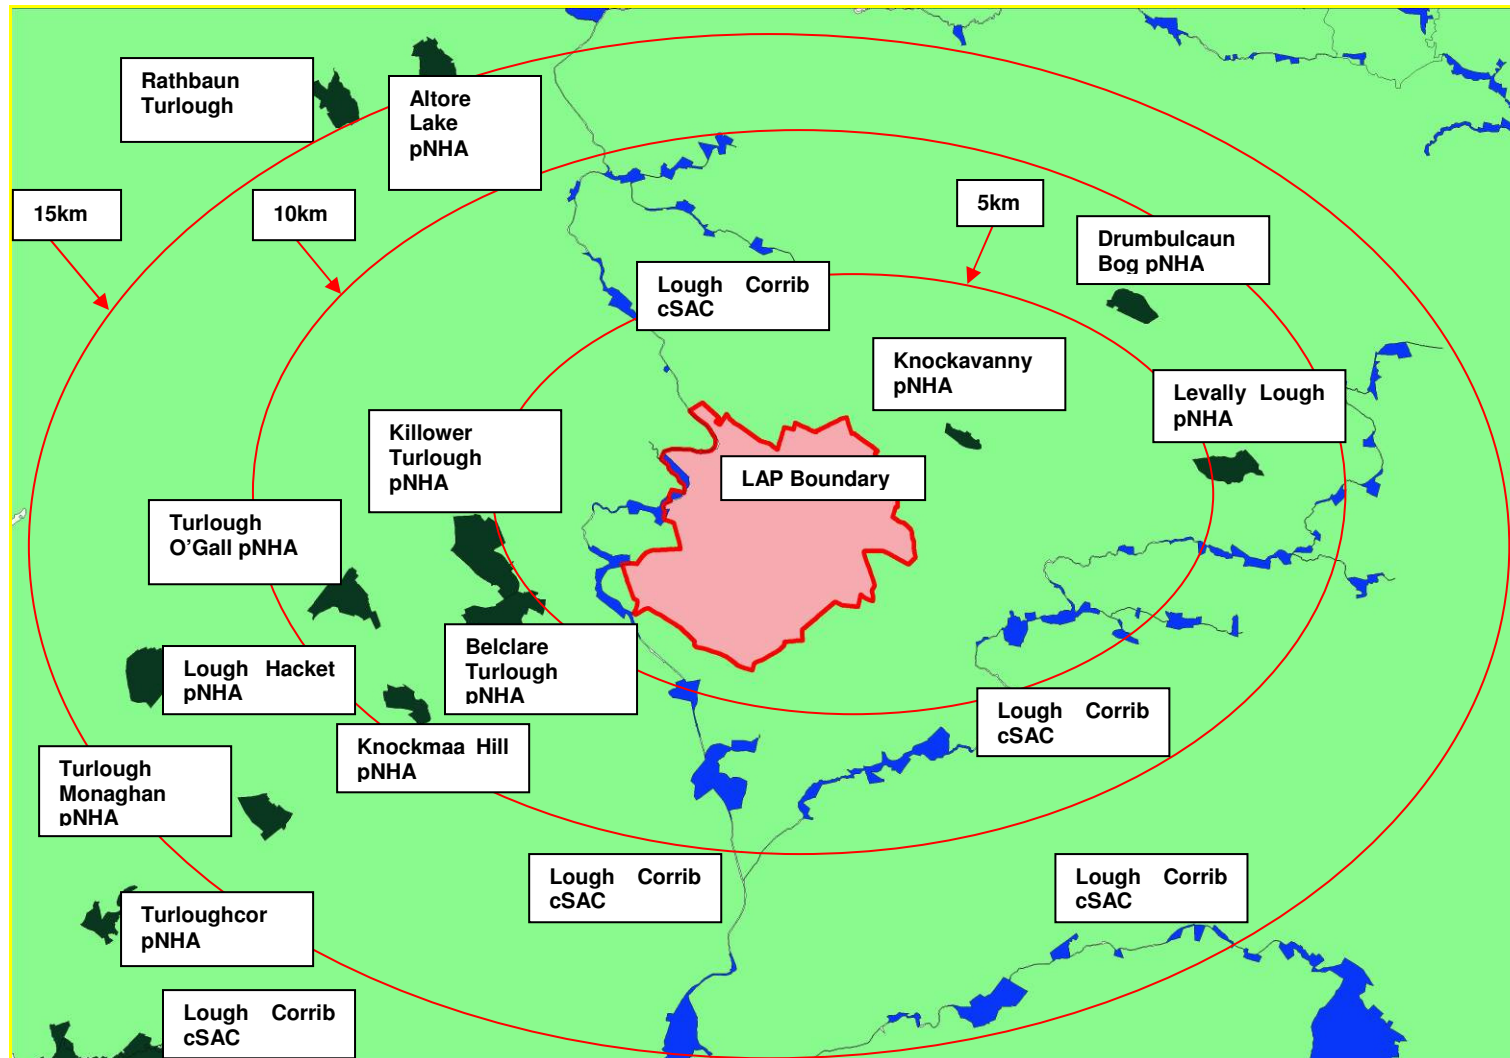 Rathbaun
Turlough
Altore
Lake
pNHA
15km
10km
5km
Drumbulcaun
Bog pNHA
Lough Corrib
cSAC
Knockavanny
pNHA
Levally Lough
pNHA
Killower
Turlough
pNHA
LAP Boundary
Turlough
O’Gall pNHA
Belclare
Turlough
pNHA
Lough Hacket
pNHA
Lough Corrib
cSAC
Knockmaa Hill
pNHA
Turlough
Monaghan
pNHA
Lough Corrib
cSAC
Lough Corrib
cSAC
Turloughcor
pNHA
Lough Corrib
cSAC